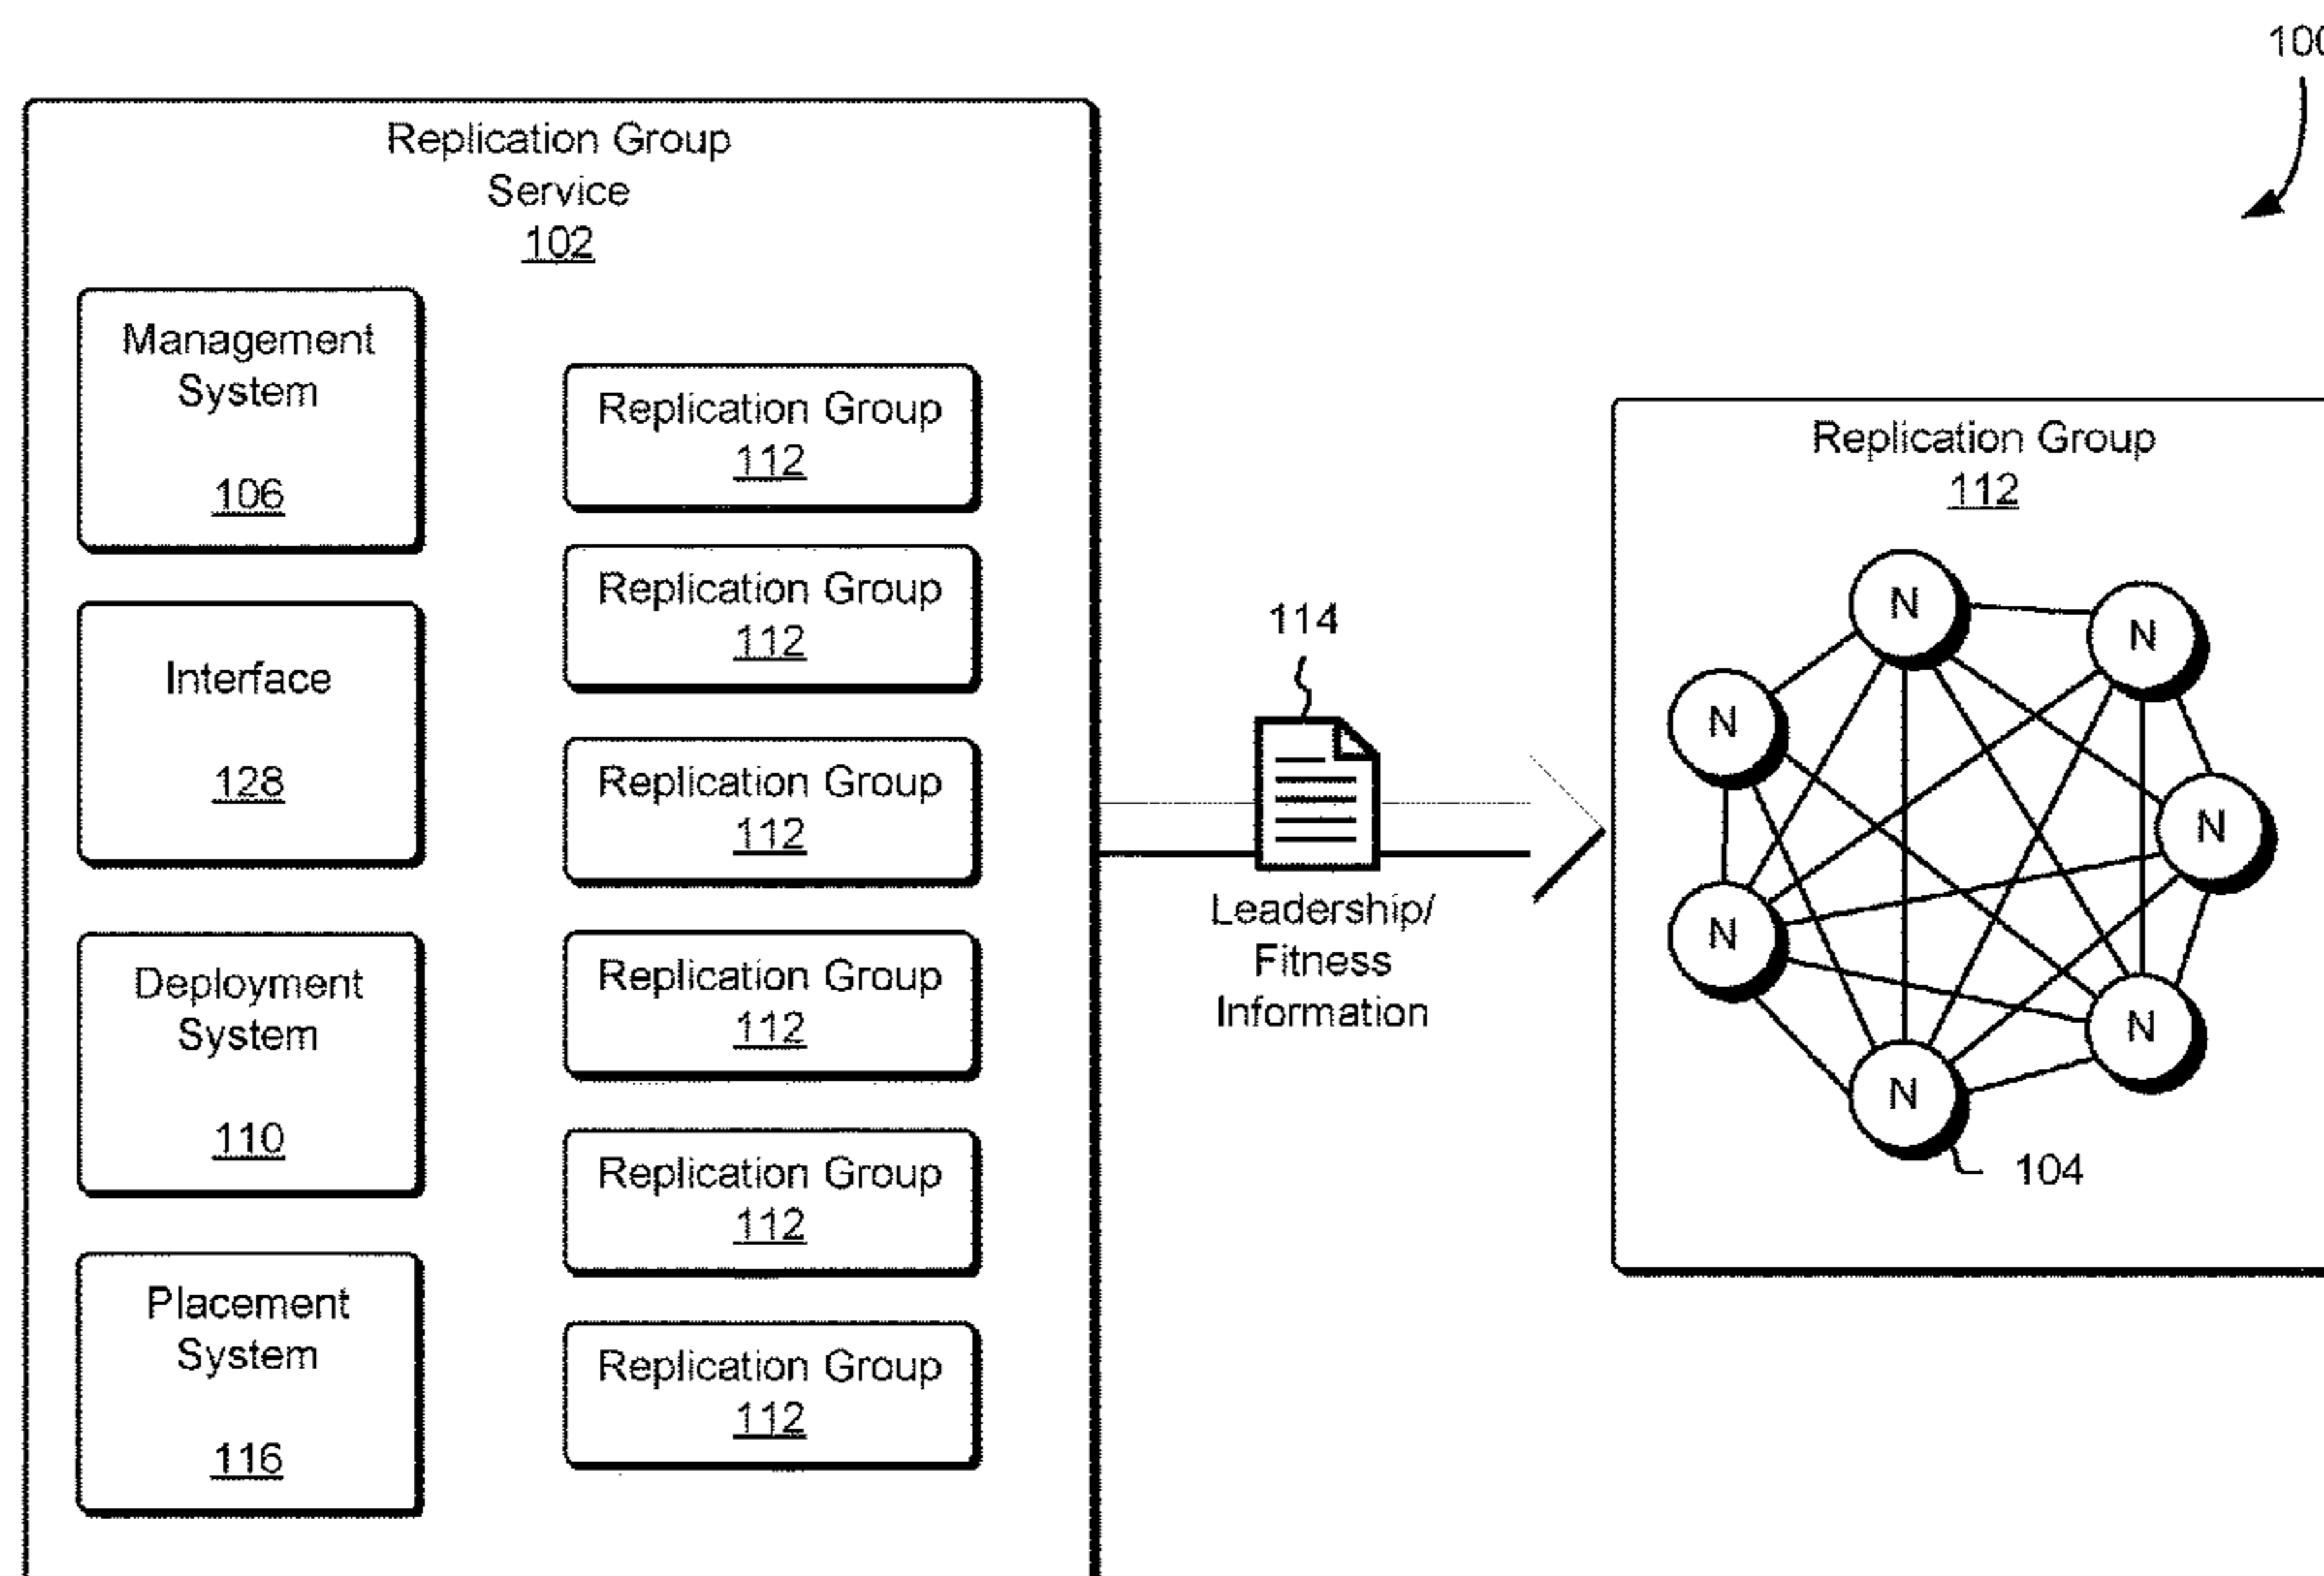 100
Replication Group
Service
102
Management
System
106
Interface
128
Deployment
System
110
Placement
System
116
Replication Group
112
Replication Group
112
Replication Group
112
Replication Group
112
Replication Group
112
Replication Group
112
114
Leadership/
Fitness
Information
Replication Group
112
N
N
N
N
N
N
N
104